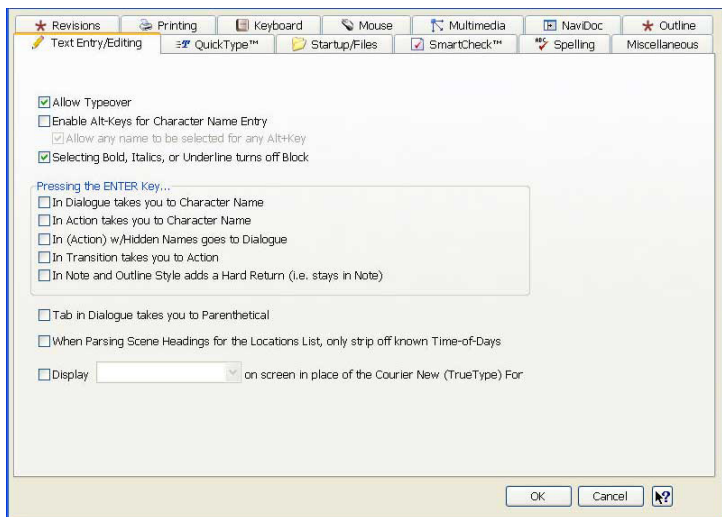 Revisions Printing Keyboard Mouse Multimedia NaviDoc Outline
Text Entry/Editing QuickType™ Startup/Files SmartCheck™ ABC Spelling Miscellaneous
Allow Typeover
Enable Alt-Keys for Character Name Entry
Allow any name to be selected for any Alt+Key
Selecting Bold, Italics, or Underline turns off Block
Pressing the ENTER Key...
In Dialogue takes you to Character Name
In Action takes you to Character Name
In (Action) w/Hidden Names goes to Dialogue
In Transition takes you to Action
In Note and Outline Style adds a Hard Return (i.e. stays in Note)
Tab in Dialogue takes you to Parenthetical
When Parsing Scene Headings for the Locations List, only strip off known Time-of-Days
Display on screen in place of the Courier New (TrueType) For
OK Cancel ?